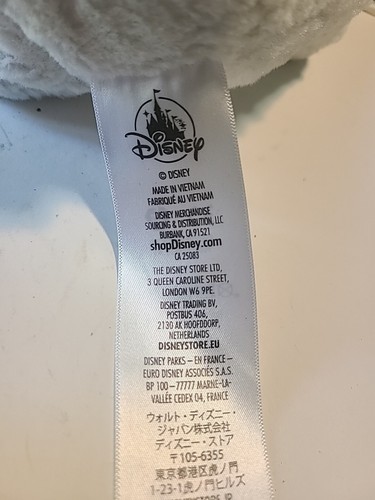 Disney
© DISNEY
MADE IN VIETNAM
FABRIQUÉ AU VIETNAM
DISNEY MERCHANDISE
SOURCING & DISTRIBUTION, LLC
BURBANK, CA 91521
shopDisney.com
CA 25083
THE DISNEY STORE LTD,
3 QUEEN CAROLINE STREET,
LONDON W6 9PE.
DISNEY TRADING BV,
POSTBUS 406,
2130 AK HOOFDDORP,
NETHERLANDS
DISNEYSTORE.EU
DISNEY PARKS – EN FRANCE –
EURO DISNEY ASSOCIÉS S.A.S.
BP 100 – 77777 MARNE-LA-
VALLÉE CEDEX 04, FRANCE
ウォルト・ディズニー・
ジャパン株式会社
ディズニー・ストア
〒105-6355
東京都港区虎ノ門
1-23-1虎ノ門ヒルズ